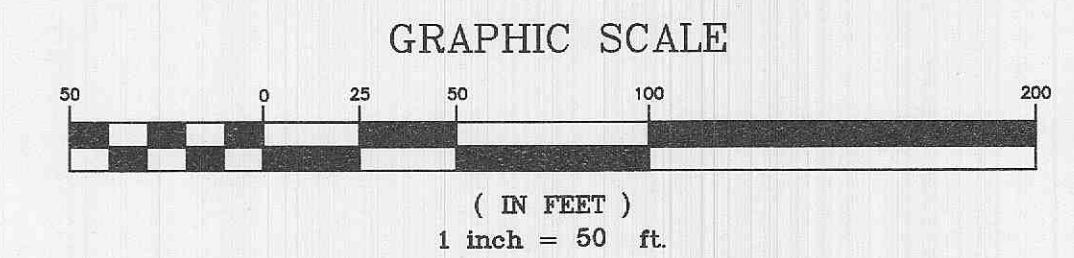 GRAPHIC SCALE
50 0 25 50 100 200
( IN FEET )
1 inch = 50 ft.